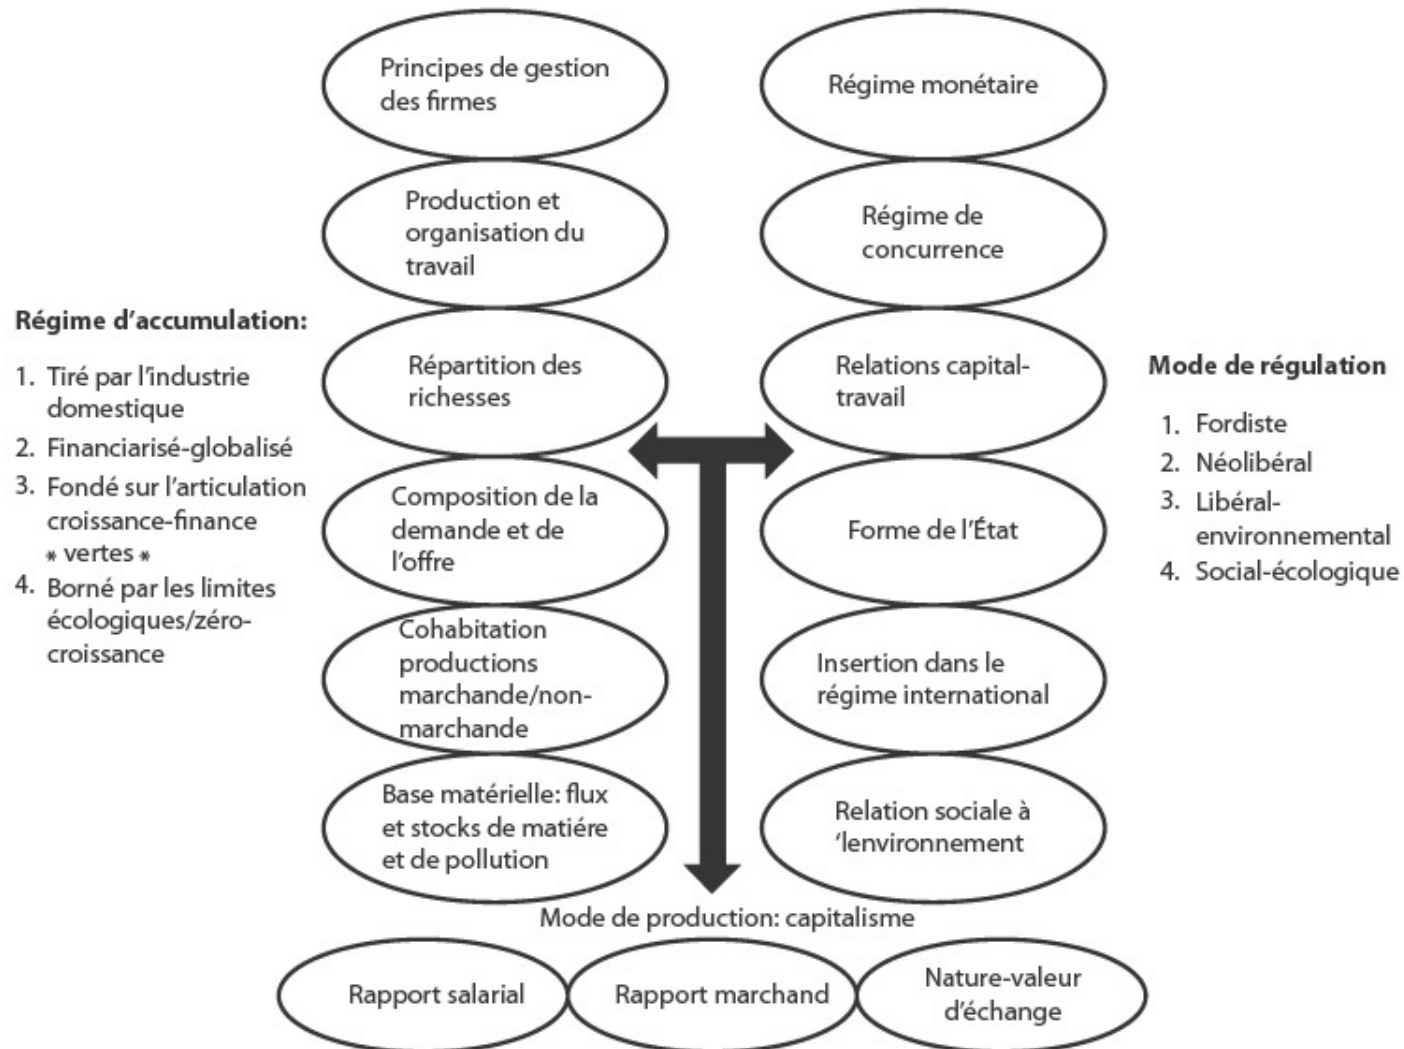 Principes de gestion
des firmes
Régime monétaire
Production et
organisation du
travail
Régime de
concurrence
Régime d’accumulation:
1. Tiré par l’industrie
domestique
2. Financiarisé-globalisé
3. Fondé sur l’articulation
croissance-finance
* vertes *
4. Borné par les limites
écologiques/zéro-
croissance
Répartition des
richesses
Relations capital-
travail
Mode de régulation
1. Fordiste
2. Néolibéral
3. Libéral-
environnemental
4. Social-écologique
Composition de la
demande et de
l’offre
Forme de l’État
Cohabitation
productions
marchande/non-
marchande
Insertion dans le
régime international
Base matérielle: flux
et stocks de matiére
et de pollution
Relation sociale à
‘lenvironnement
Mode de production: capitalisme
Rapport salarial
Rapport marchand
Nature-valeur
d’échange